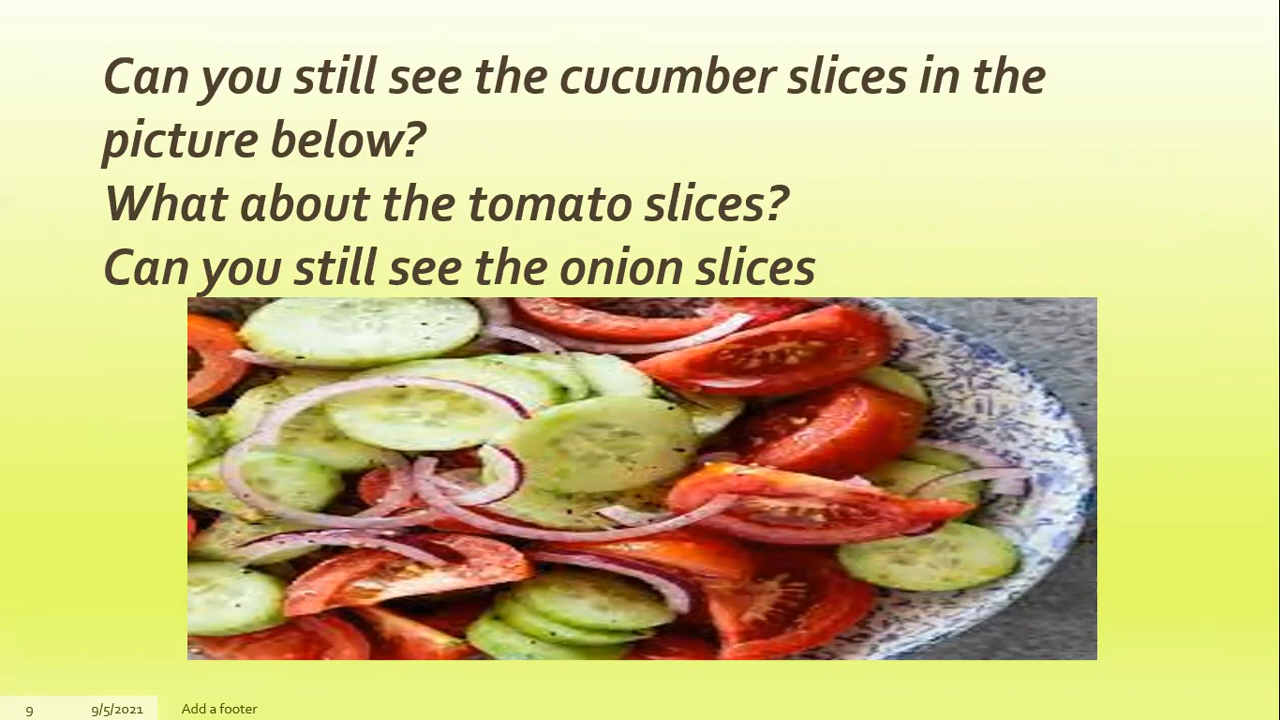 Can you still see the cucumber slices in the
picture below?
What about the tomato slices?
Can you still see the onion slices
9 9/5/2021 Add a footer